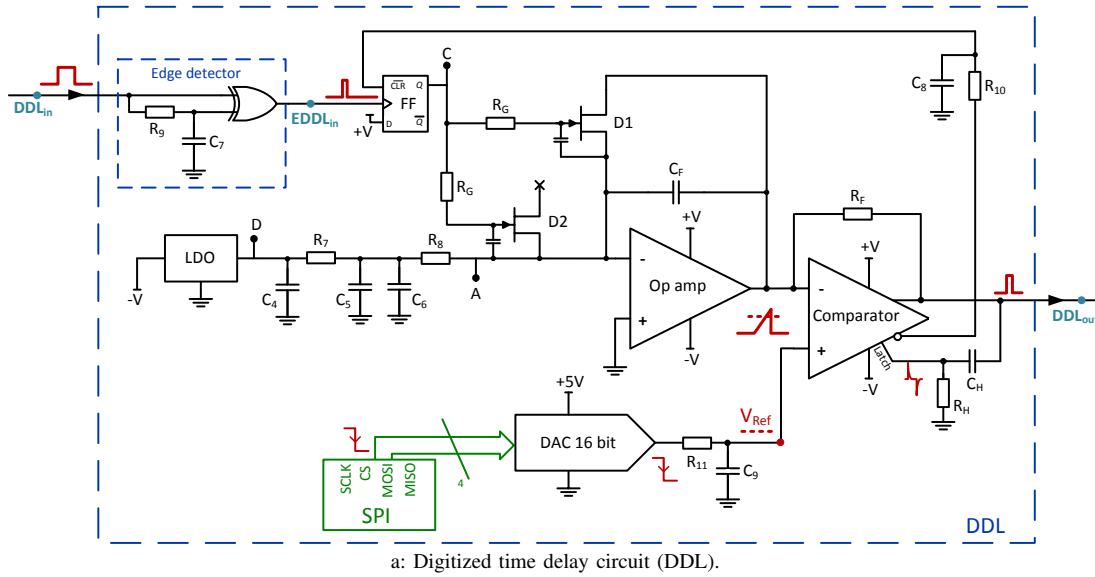 Edge detector
DDLin
R9
C7
EDDLin
CLR Q
FF
D Q
+V
C
RG
D1
RG
D2
CF
C8
R10
RF
D
LDO
-V
R7
R8
C4
C5
C6
A
+V
-
Op amp
+
-V
+V
-
Comparator
+
-V
Latch
CH
RH
DDLout
+5V
DAC 16 bit
R11
C9
VRef
SCLK
CS
MOSI
MISO
4
SPI
DDL
a: Digitized time delay circuit (DDL).